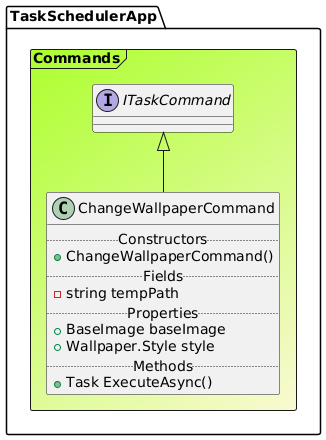 TaskSchedulerApp
Commands
I ITaskCommand
C ChangeWallpaperCommand
Constructors
ChangeWallpaperCommand()
Fields
string tempPath
Properties
BaseImage baseImage
Wallpaper.Style style
Methods
Task ExecuteAsync()